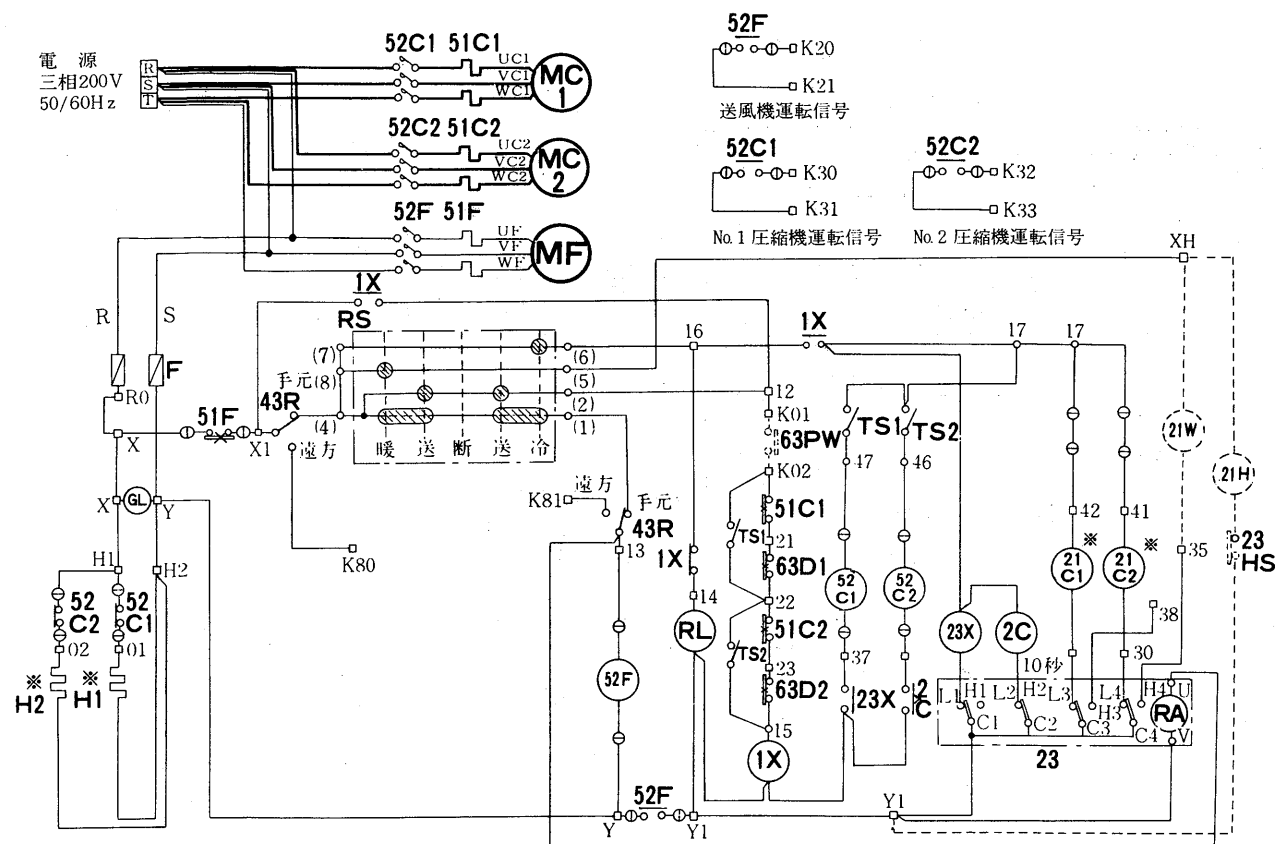 電源
三相200V
50/60Hz
R
S
T
52C1 51C1
UC1
VC1
WC1
MC
1
52C2 51C2
UC2
VC2
WC2
MC
2
52F 51F
UF
VF
WF
MF
52F
K20
K21
送風機運転信号
52C1
K30
K31
No.1 圧縮機運転信号
52C2
K32
K33
No.2 圧縮機運転信号
XH
R
S
F
R0
X
51F
X1
43R
手元
遠方
K80
1X
RS
(7)
(8)
(4)
(6)
(5)
(2)
(1)
暖 送 断 送 冷
K81
遠方
手元
43R
13
52F
16
1X
14
RL
12
K01
63PW
K02
51C1
TS1
21
63D1
22
51C2
TS2
23
63D2
15
1X
1X
17
17
TS1
TS2
47
46
52
C1
52
C2
37
23X
2
C
23X
2C
10秒
42
41
21
C1
※
21
C2
※
30
38
35
21W
21H
23
HS
L1
H1
L2
H2
L3
H3
L4
H4
U
RA
V
C1
C2
C3
C4
23
X
GL
Y
H1
H2
52
C2
52
C1
02
01
※
H2
※
H1
Y
52F
Y1
Y1